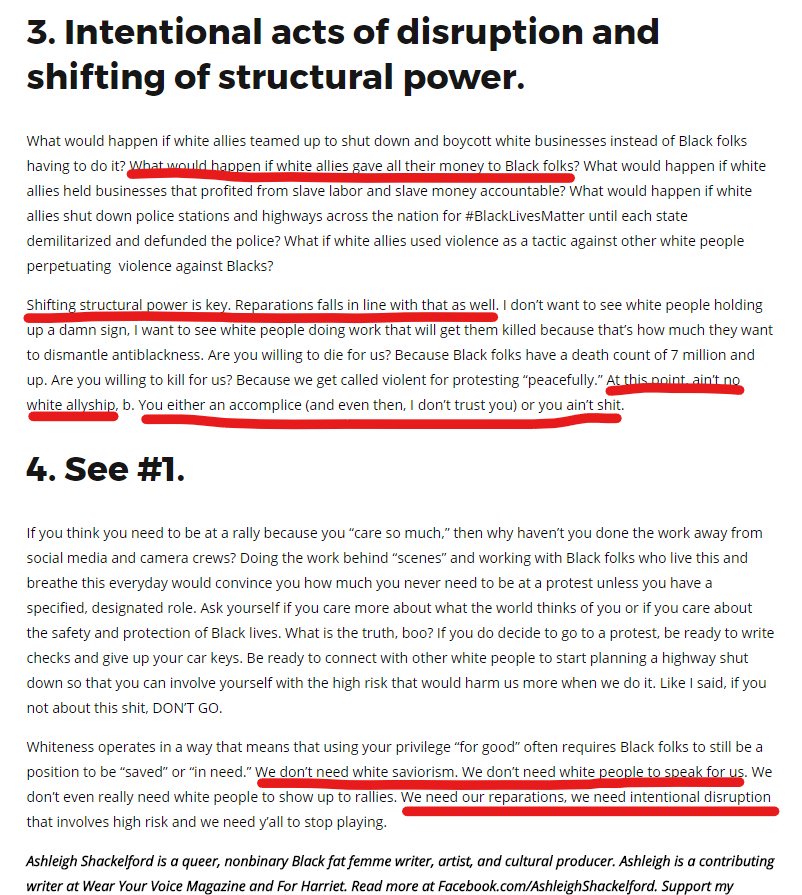 3. Intentional acts of disruption and
shifting of structural power.
What would happen if white allies teamed up to shut down and boycott white businesses instead of Black folks
having to do it? What would happen if white allies gave all their money to Black folks? What would happen if white
allies held businesses that profited from slave labor and slave money accountable? What would happen if white
allies shut down police stations and highways across the nation for #BlackLivesMatter until each state
demilitarized and defunded the police? What if white allies used violence as a tactic against other white people
perpetuating violence against Blacks?
Shifting structural power is key. Reparations falls in line with that as well. I don’t want to see white people holding
up a damn sign, I want to see white people doing work that will get them killed because that’s how much they want
to dismantle antiblackness. Are you willing to die for us? Because Black folks have a death count of 7 million and
up. Are you willing to kill for us? Because we get called violent for protesting “peacefully.” At this point, ain’t no
white allyship, b. You either an accomplice (and even then, I don’t trust you) or you ain’t shit.
4. See #1.
If you think you need to be at a rally because you “care so much,” then why haven’t you done the work away from
social media and camera crews? Doing the work behind “scenes” and working with Black folks who live this and
breathe this everyday would convince you how much you never need to be at a protest unless you have a
specified, designated role. Ask yourself if you care more about what the world thinks of you or if you care about
the safety and protection of Black lives. What is the truth, boo? If you do decide to go to a protest, be ready to write
checks and give up your car keys. Be ready to connect with other white people to start planning a highway shut
down so that you can involve yourself with the high risk that would harm us more when we do it. Like I said, if you
not about this shit, DON’T GO.
Whiteness operates in a way that means that using your privilege “for good” often requires Black folks to still be a
position to be “saved” or “in need.” We don’t need white saviorism. We don’t need white people to speak for us. We
don’t even really need white people to show up to rallies. We need our reparations, we need intentional disruption
that involves high risk and we need y’all to stop playing.
Ashleigh Shackelford is a queer, nonbinary Black fat femme writer, artist, and cultural producer. Ashleigh is a contributing
writer at Wear Your Voice Magazine and For Harriet. Read more at Facebook.com/AshleighShackelford. Support my